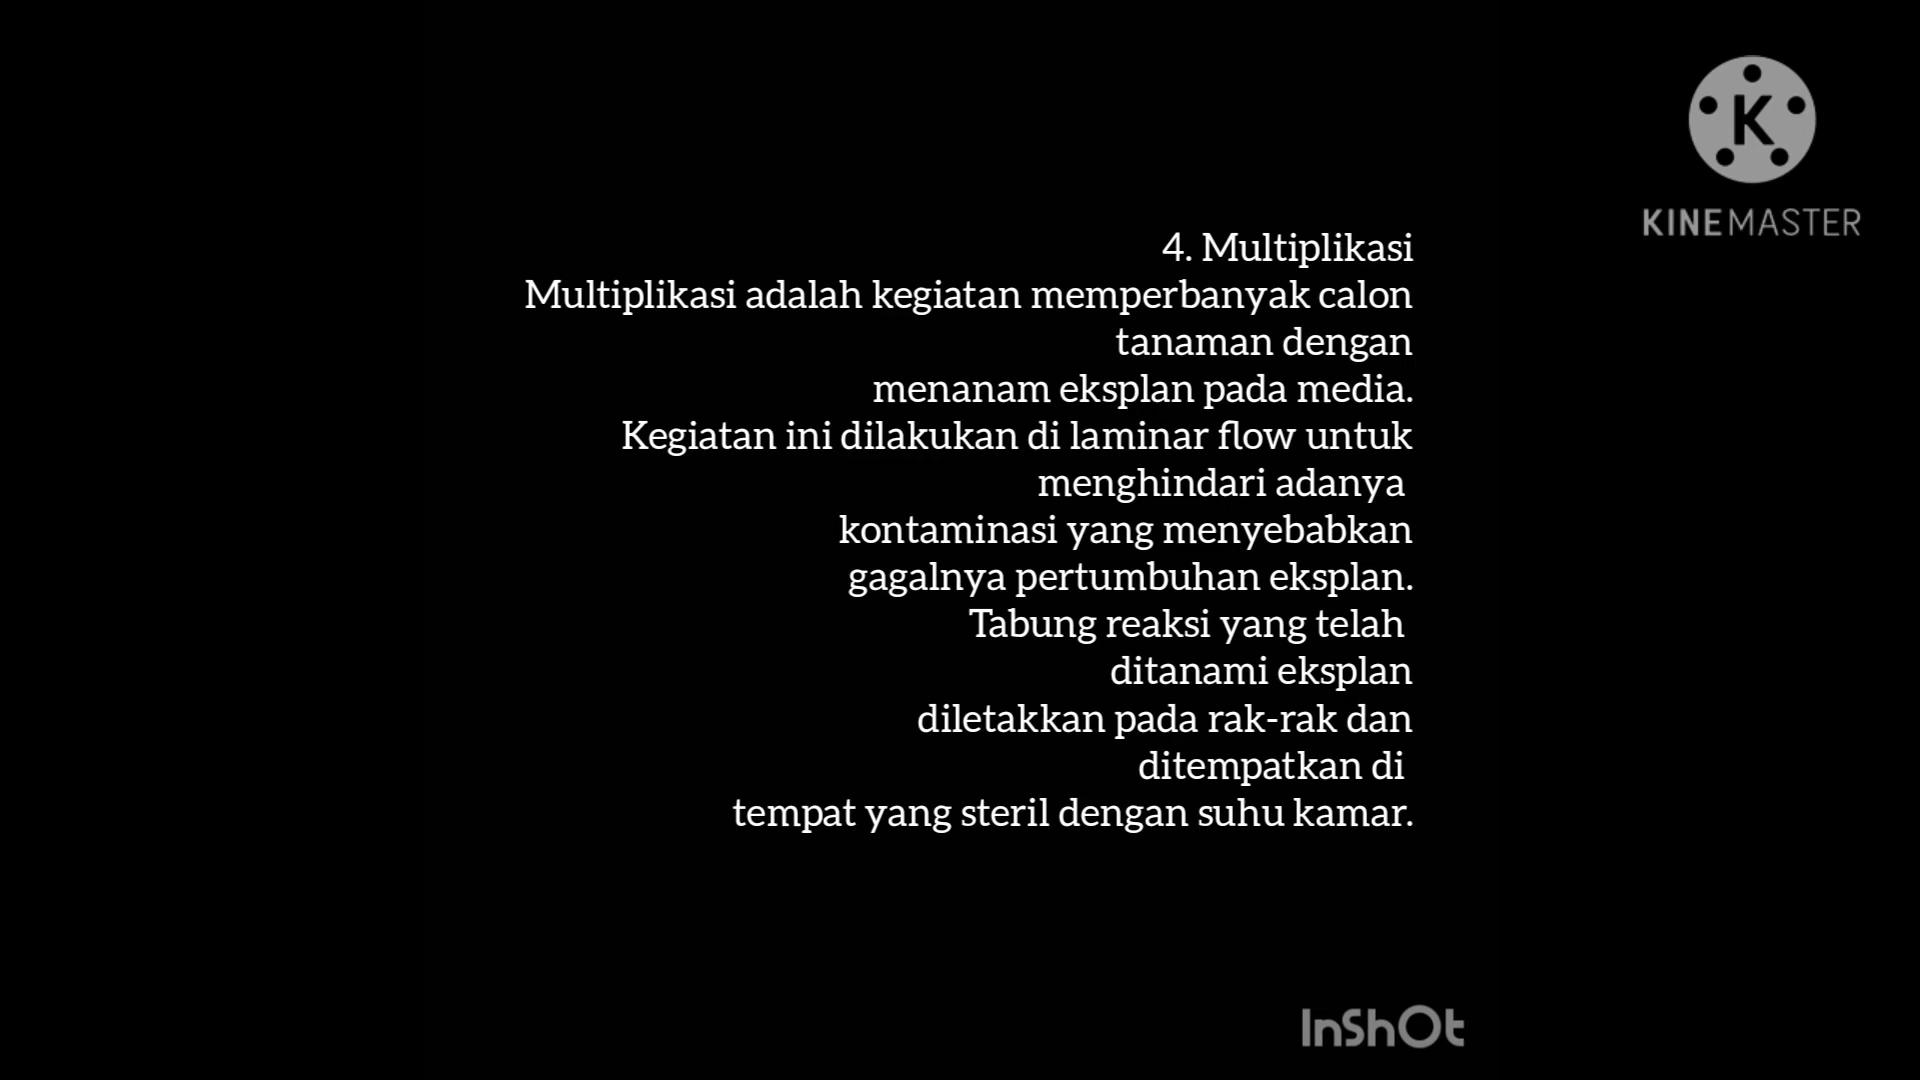 K
KINEMASTER
4. Multiplikasi
Multiplikasi adalah kegiatan memperbanyak calon
tanaman dengan
menanam eksplan pada media.
Kegiatan ini dilakukan di laminar flow untuk
menghindari adanya
kontaminasi yang menyebabkan
gagalnya pertumbuhan eksplan.
Tabung reaksi yang telah
ditanami eksplan
diletakkan pada rak-rak dan
ditempatkan di
tempat yang steril dengan suhu kamar.
InShOt